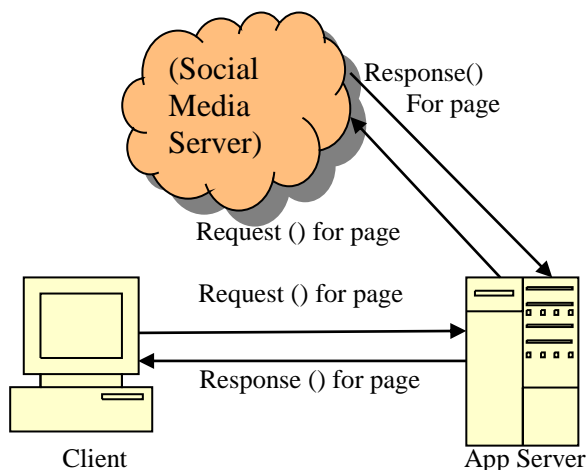 (Social
Media
Server)
Response()
For page
Request () for page
Request () for page
Response () for page
Client
App Server